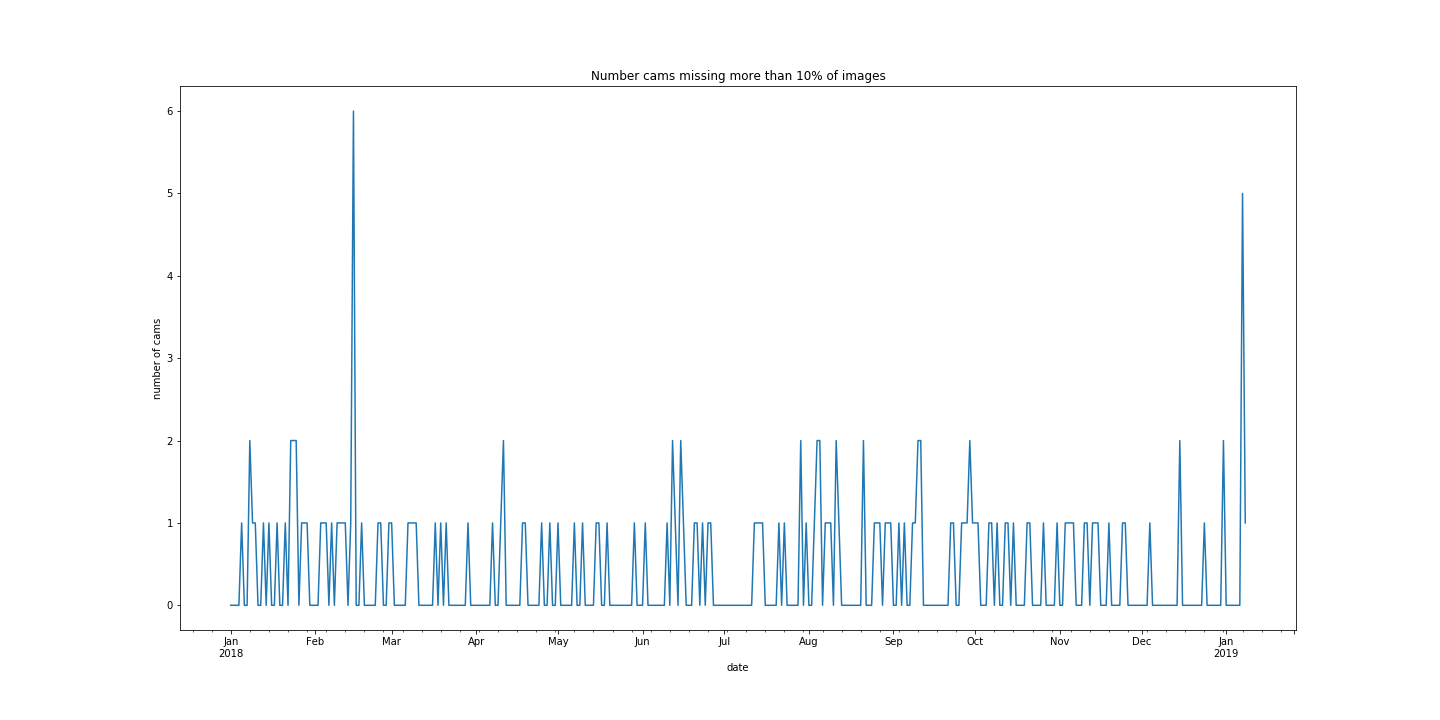 Number cams missing more than 10% of images
6
5
4
3
2
1
0
number of cams
Jan Feb Mar Apr May Jun Jul Aug Sep Oct Nov Dec Jan
2018 2019
date